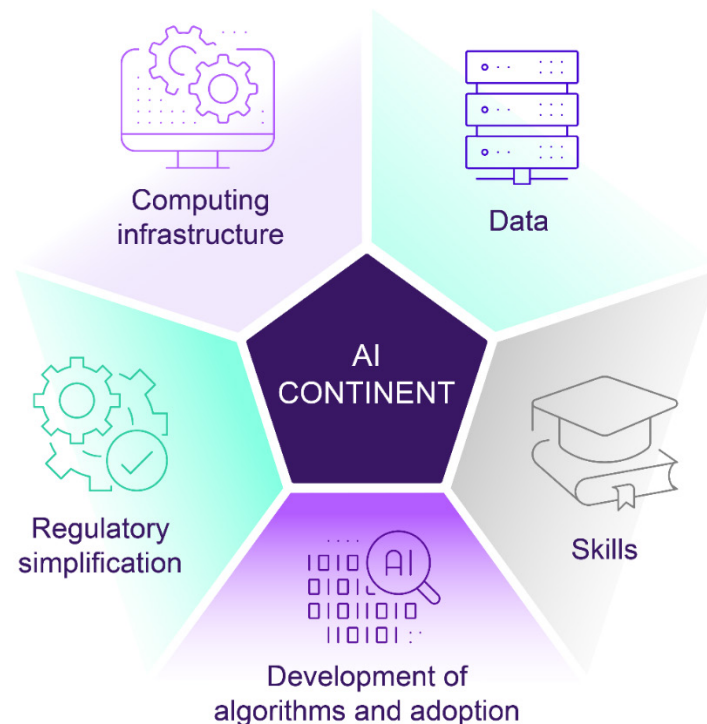 Computing
infrastructure
Data
AI
CONTINENT
Regulatory
simplification
Skills
AI
Development of
algorithms and adoption